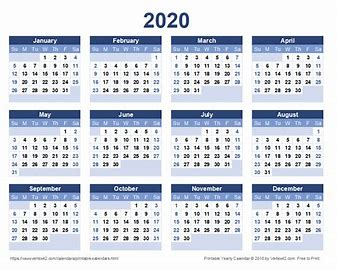 2020
January
Su M Tu W Th F Sa
1 2 3 4
5 6 7 8 9 10 11
12 13 14 15 16 17 18
19 20 21 22 23 24 25
26 27 28 29 30 31
February
Su M Tu W Th F Sa
1
2 3 4 5 6 7 8
9 10 11 12 13 14 15
16 17 18 19 20 21 22
23 24 25 26 27 28 29
March
Su M Tu W Th F Sa
1 2 3 4 5 6 7
8 9 10 11 12 13 14
15 16 17 18 19 20 21
22 23 24 25 26 27 28
29 30 31
April
Su M Tu W Th F Sa
1 2 3 4
5 6 7 8 9 10 11
12 13 14 15 16 17 18
19 20 21 22 23 24 25
26 27 28 29 30
May
Su M Tu W Th F Sa
1 2
3 4 5 6 7 8 9
10 11 12 13 14 15 16
17 18 19 20 21 22 23
24 25 26 27 28 29 30
31
June
Su M Tu W Th F Sa
1 2 3 4 5 6
7 8 9 10 11 12 13
14 15 16 17 18 19 20
21 22 23 24 25 26 27
28 29 30
July
Su M Tu W Th F Sa
1 2 3 4
5 6 7 8 9 10 11
12 13 14 15 16 17 18
19 20 21 22 23 24 25
26 27 28 29 30 31
August
Su M Tu W Th F Sa
1
2 3 4 5 6 7 8
9 10 11 12 13 14 15
16 17 18 19 20 21 22
23 24 25 26 27 28 29
30 31
September
Su M Tu W Th F Sa
1 2 3 4 5
6 7 8 9 10 11 12
13 14 15 16 17 18 19
20 21 22 23 24 25 26
27 28 29 30
October
Su M Tu W Th F Sa
1 2 3
4 5 6 7 8 9 10
11 12 13 14 15 16 17
18 19 20 21 22 23 24
25 26 27 28 29 30 31
November
Su M Tu W Th F Sa
1 2 3 4 5 6 7
8 9 10 11 12 13 14
15 16 17 18 19 20 21
22 23 24 25 26 27 28
29 30
December
Su M Tu W Th F Sa
1 2 3 4 5
6 7 8 9 10 11 12
13 14 15 16 17 18 19
20 21 22 23 24 25 26
27 28 29 30 31
https://www.vertex42.com/calendars/printable-calendars.html
Printable Yearly Calendar © 2018 by Vertex42.com. Free to Print.